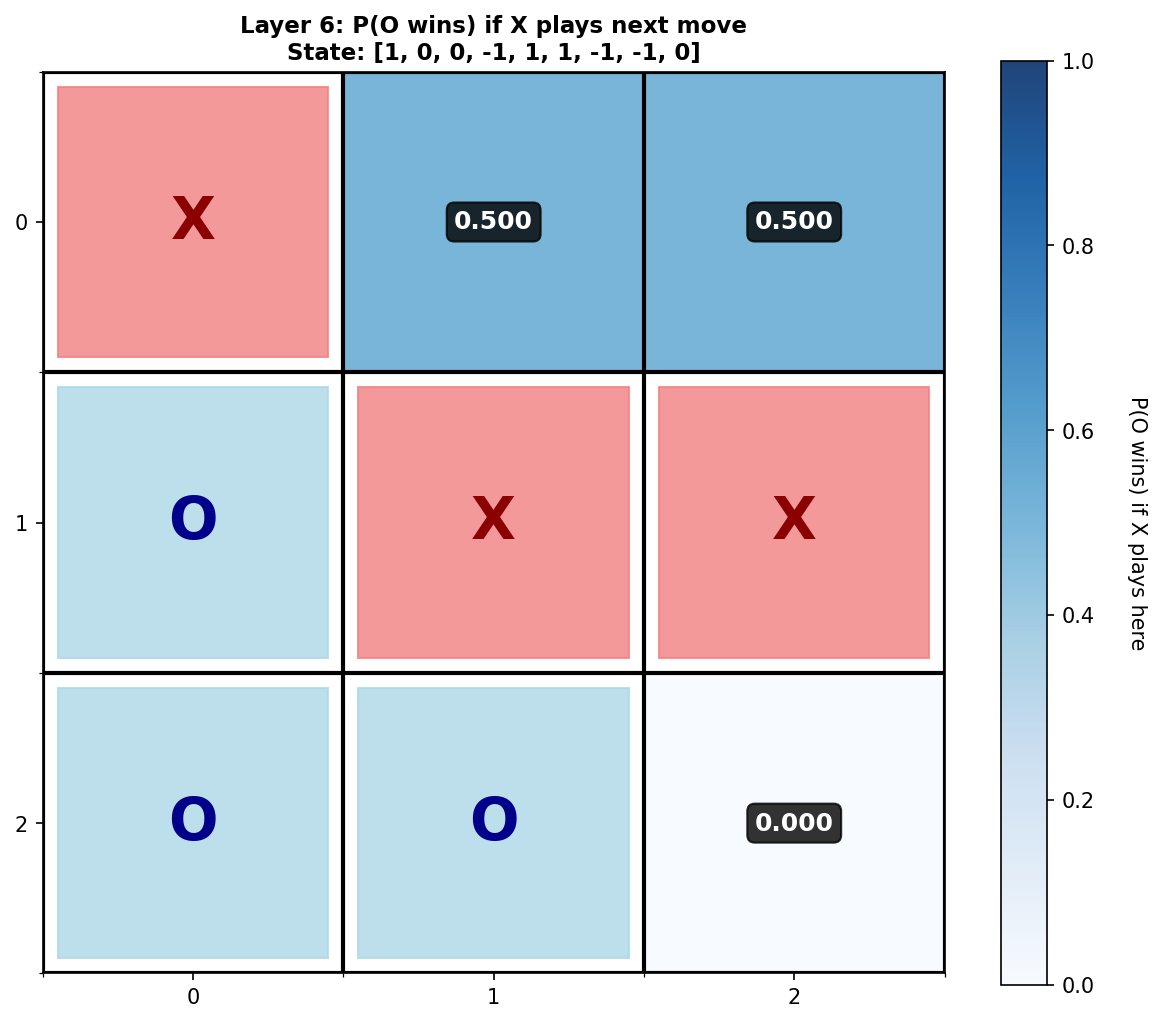 Layer 6: P(O wins) if X plays next move
State: [1, 0, 0, -1, 1, 1, -1, -1, 0]
X
0.500
0.500
O
X
X
O
O
0.000
0
1
2
0
1
2
1.0
0.8
0.6
0.4
0.2
0.0
P(O wins) if X plays here